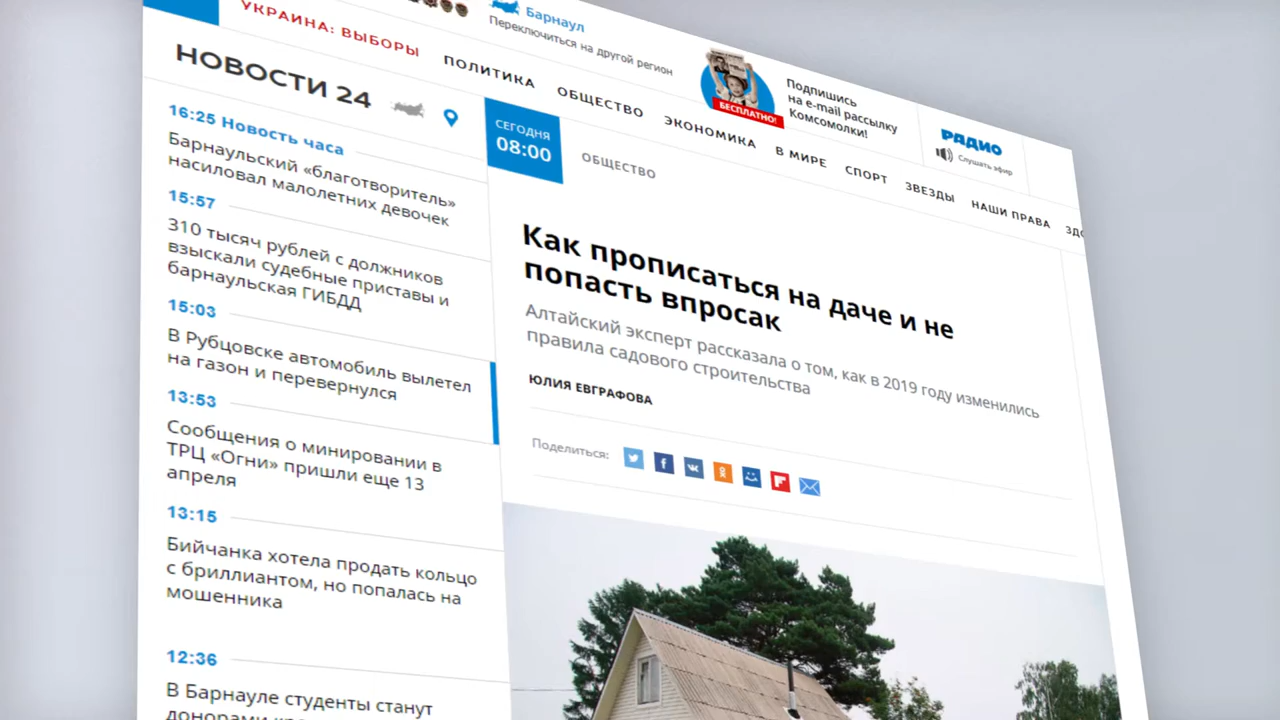 УКРАИНА: ВЫБОРЫ
Барнаул
Переключиться на другой регион
БЕСПЛАТНО!
Подпишись
на e-mail рассылку
Комсомолки!
РАДИО
Слушать эфир
ПОЛИТИКА
ОБЩЕСТВО
ЭКОНОМИКА
В МИРЕ
СПОРТ
ЗВЕЗДЫ
НАШИ ПРАВА
НОВОСТИ 24
16:25 Новость часа
Барнаульский «благотворитель»
насиловал малолетних девочек
15:57
310 тысяч рублей с должников
взыскали судебные приставы и
барнаульская ГИБДД
15:03
В Рубцовске автомобиль вылетел
на газон и перевернулся
13:53
Сообщения о минировании в
ТРЦ «Огни» пришли еще 13
апреля
13:15
Бийчанка хотела продать кольцо
с бриллиантом, но попалась на
мошенника
12:36
В Барнауле студенты станут
СЕГОДНЯ
08:00
ОБЩЕСТВО
Как прописаться на даче и не
попасть впросак
Алтайский эксперт рассказала о том, как в 2019 году изменились
правила садового строительства
ЮЛИЯ ЕВГРАФОВА
Поделиться: